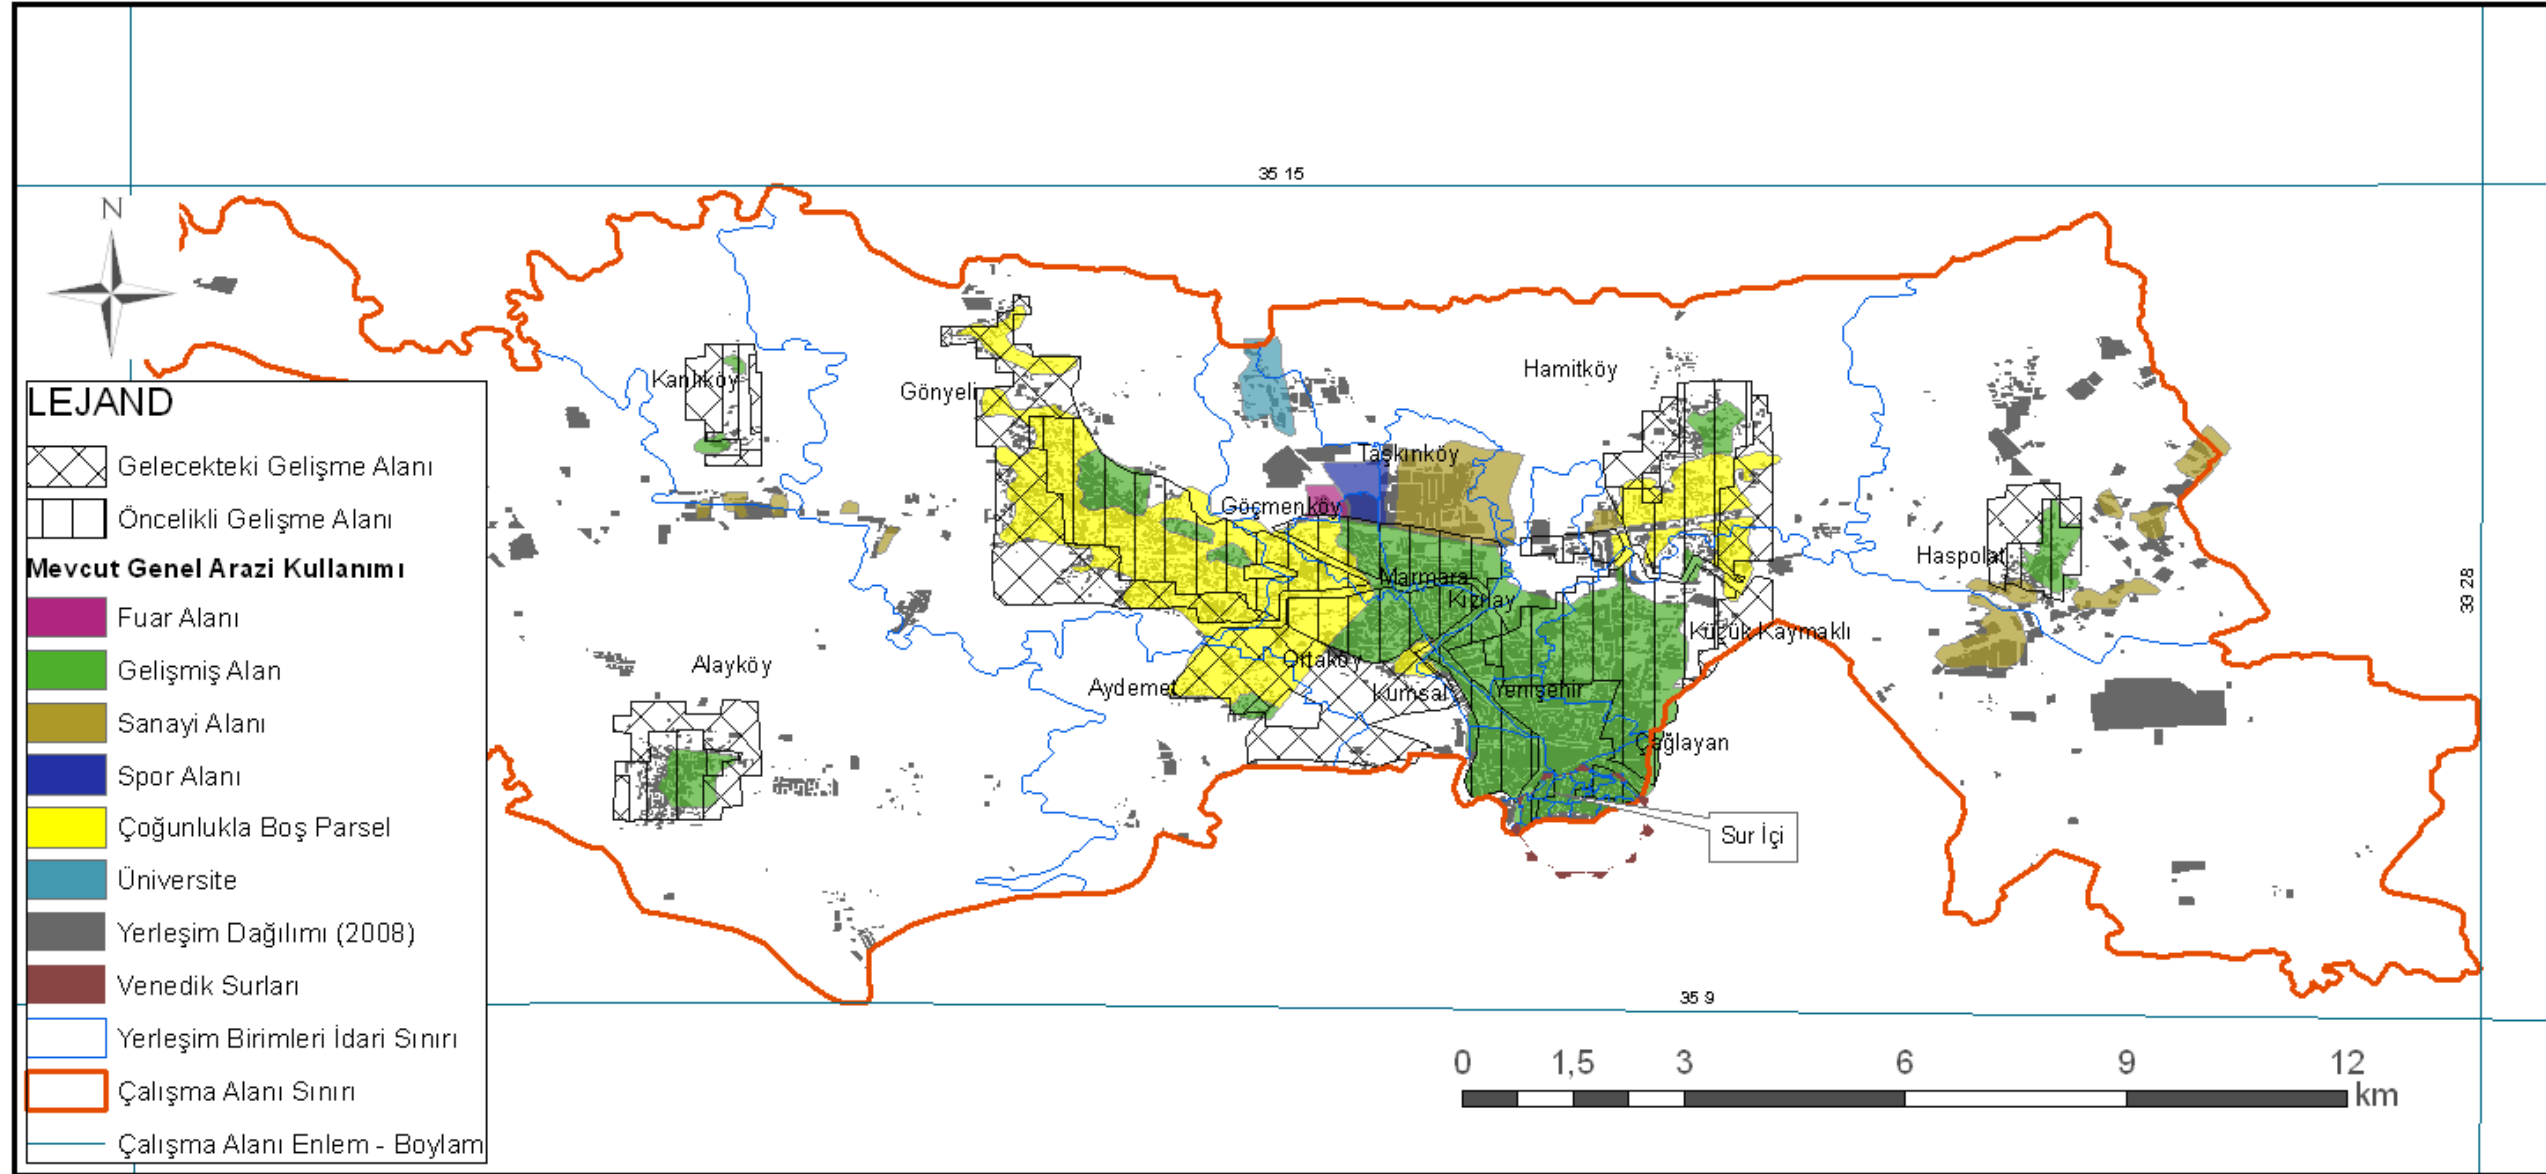 35 15
N
Hamitköy
Kanlıköy
Gönyeli
LEJAND
Gelecekteki Gelişme Alanı
Öncelikli Gelişme Alanı
Mevcut Genel Arazi Kullanımı
Fuar Alanı
Gelişmiş Alan
Sanayi Alanı
Spor Alanı
Çoğunlukla Boş Parsel
Üniversite
Yerleşim Dağılımı (2008)
Venedik Surları
Yerleşim Birimleri İdari Sınırı
Çalışma Alanı Sınırı
Çalışma Alanı Enlem - Boylam
Taşkınköy
Göçmenköy
Haspolat
Marmara
Kızılay
33 28
Küçük Kaymaklı
Alayköy
Ortaköy
Aydemet
Kumsal
Yenişehir
Çağlayan
Sur İçi
35 9
0 1,5 3 6 9 12
km